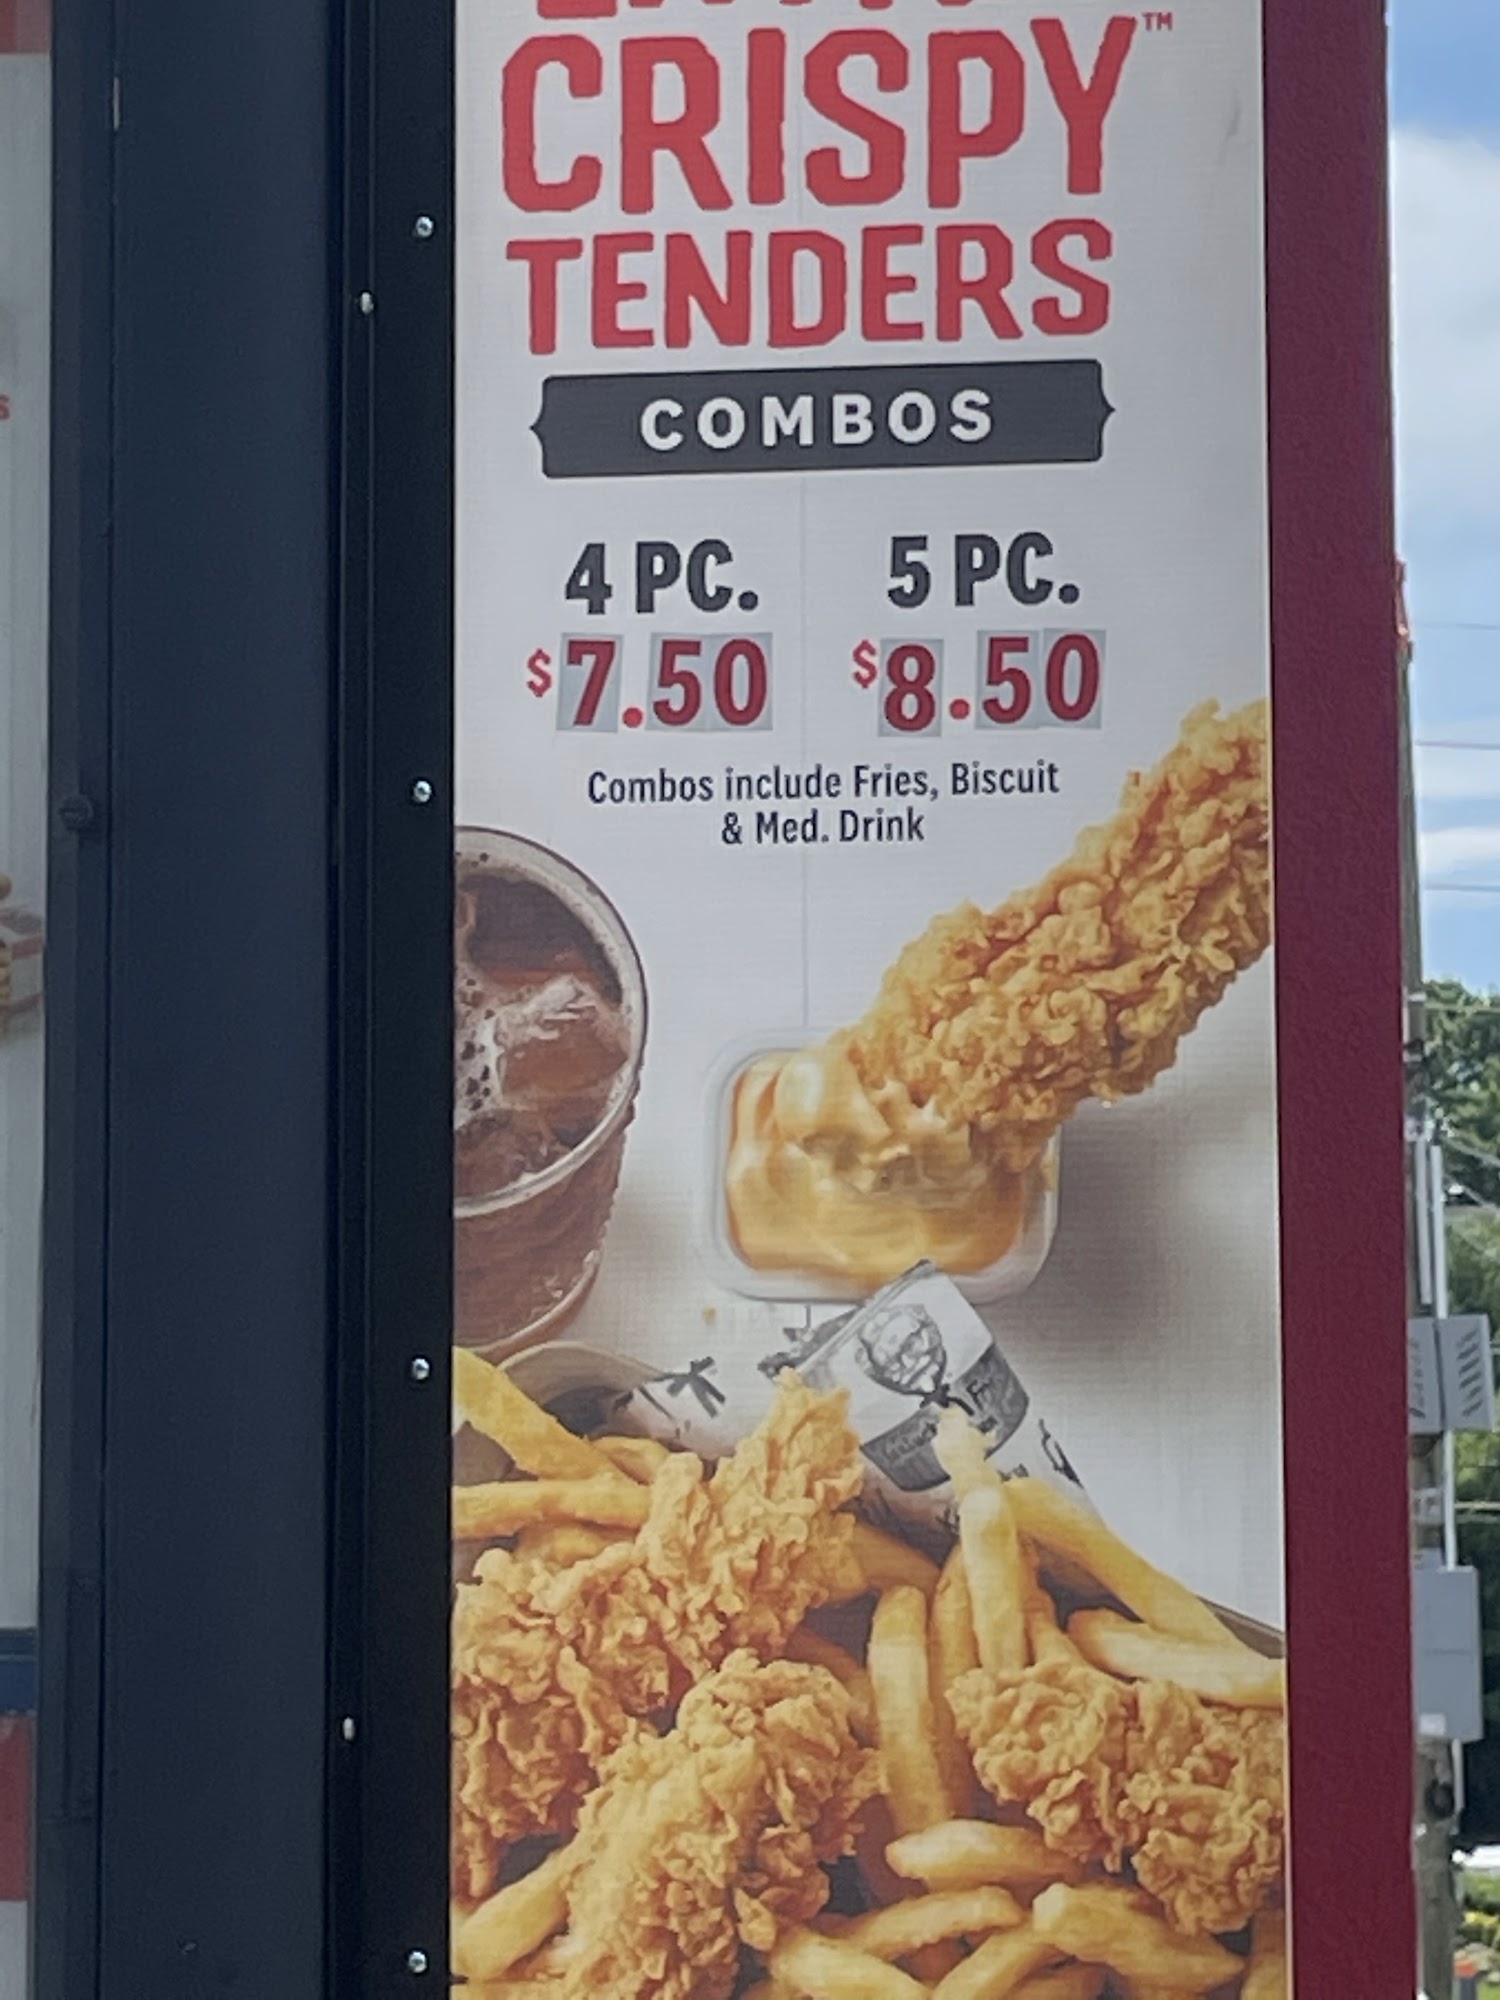 CRISPY™
TENDERS
COMBOS
4 PC. 5 PC.
$7.50 $8.50
Combos include Fries, Biscuit
& Med. Drink